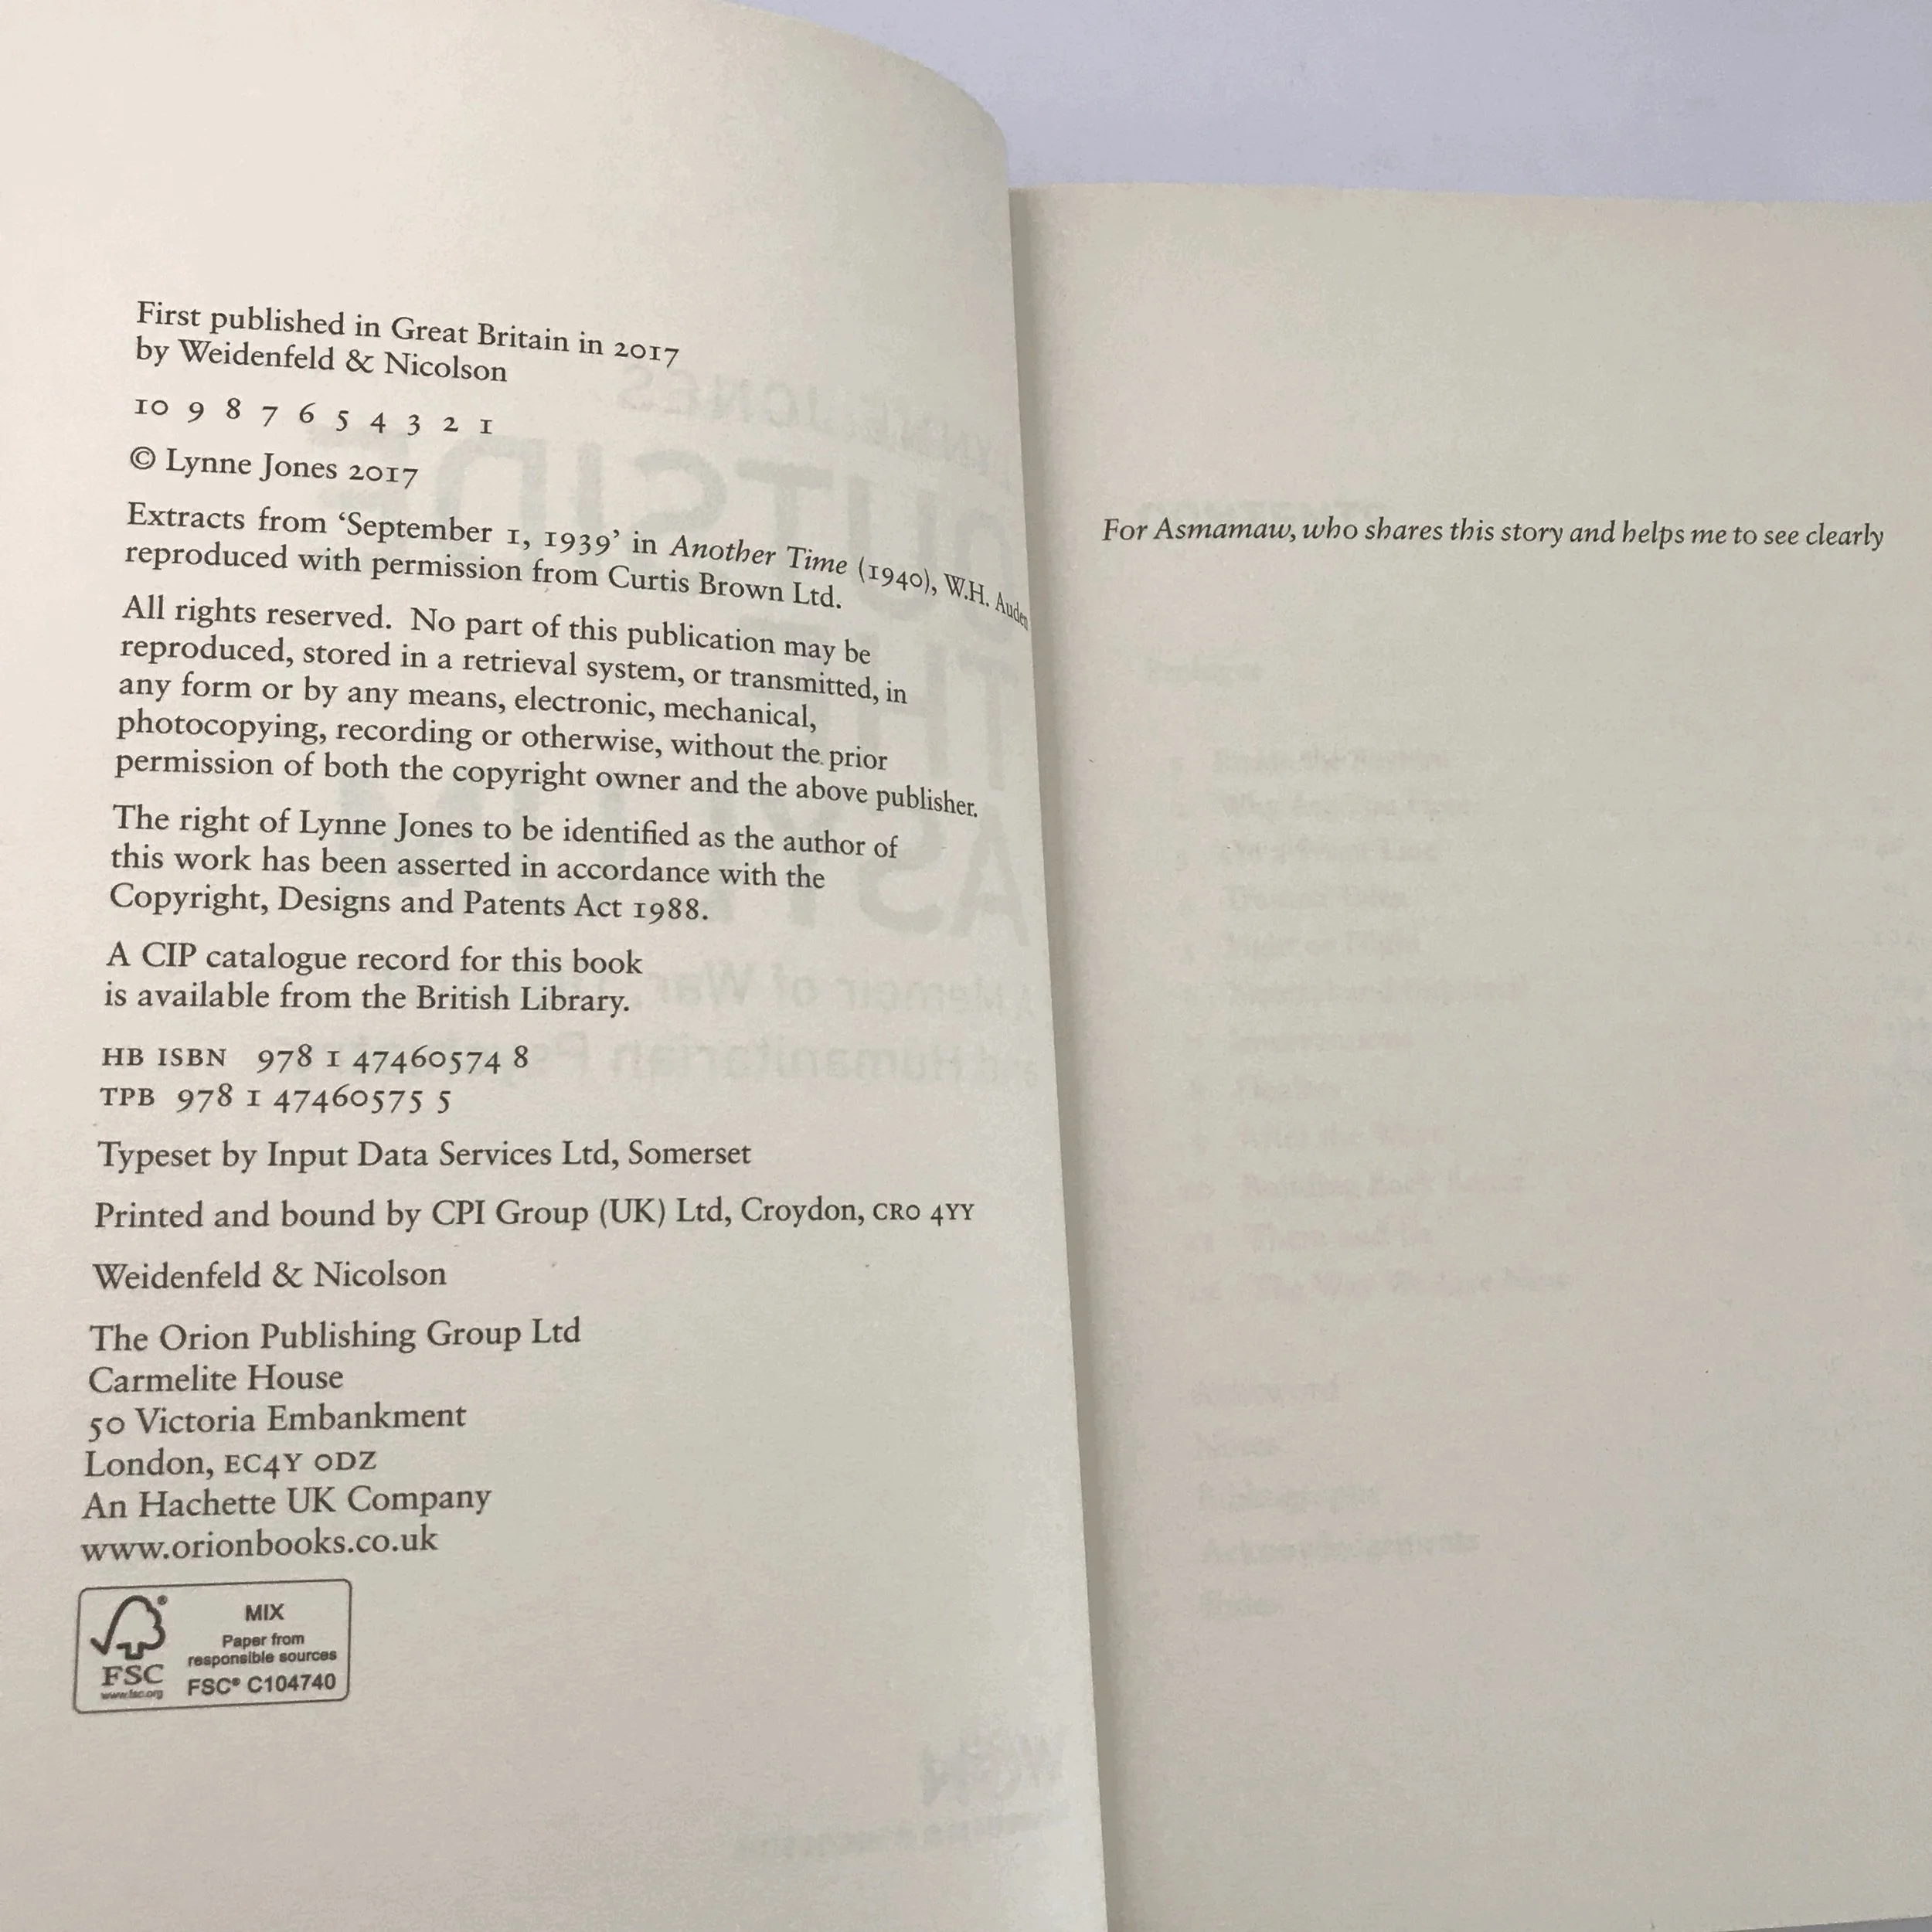 First published in Great Britain in 2017
by Weidenfeld & Nicolson
10 9 8 7 6 5 4 3 2 1
© Lynne Jones 2017
Extracts from ‘September 1, 1939’ in Another Time (1940), W.H. Auden
reproduced with permission from Curtis Brown Ltd.
All rights reserved. No part of this publication may be
reproduced, stored in a retrieval system, or transmitted, in
any form or by any means, electronic, mechanical,
photocopying, recording or otherwise, without the prior
permission of both the copyright owner and the above publisher.
The right of Lynne Jones to be identified as the author of
this work has been asserted in accordance with the
Copyright, Designs and Patents Act 1988.
A CIP catalogue record for this book
is available from the British Library.
HB ISBN 978 1 47460574 8
TPB 978 1 47460575 5
Typeset by Input Data Services Ltd, Somerset
Printed and bound by CPI Group (UK) Ltd, Croydon, CR0 4YY
Weidenfeld & Nicolson
The Orion Publishing Group Ltd
Carmelite House
50 Victoria Embankment
London, EC4Y 0DZ
An Hachette UK Company
www.orionbooks.co.uk
FSC
www.fsc.org
MIX
Paper from
responsible sources
FSC® C104740
For Asmamaw, who shares this story and helps me to see clearly